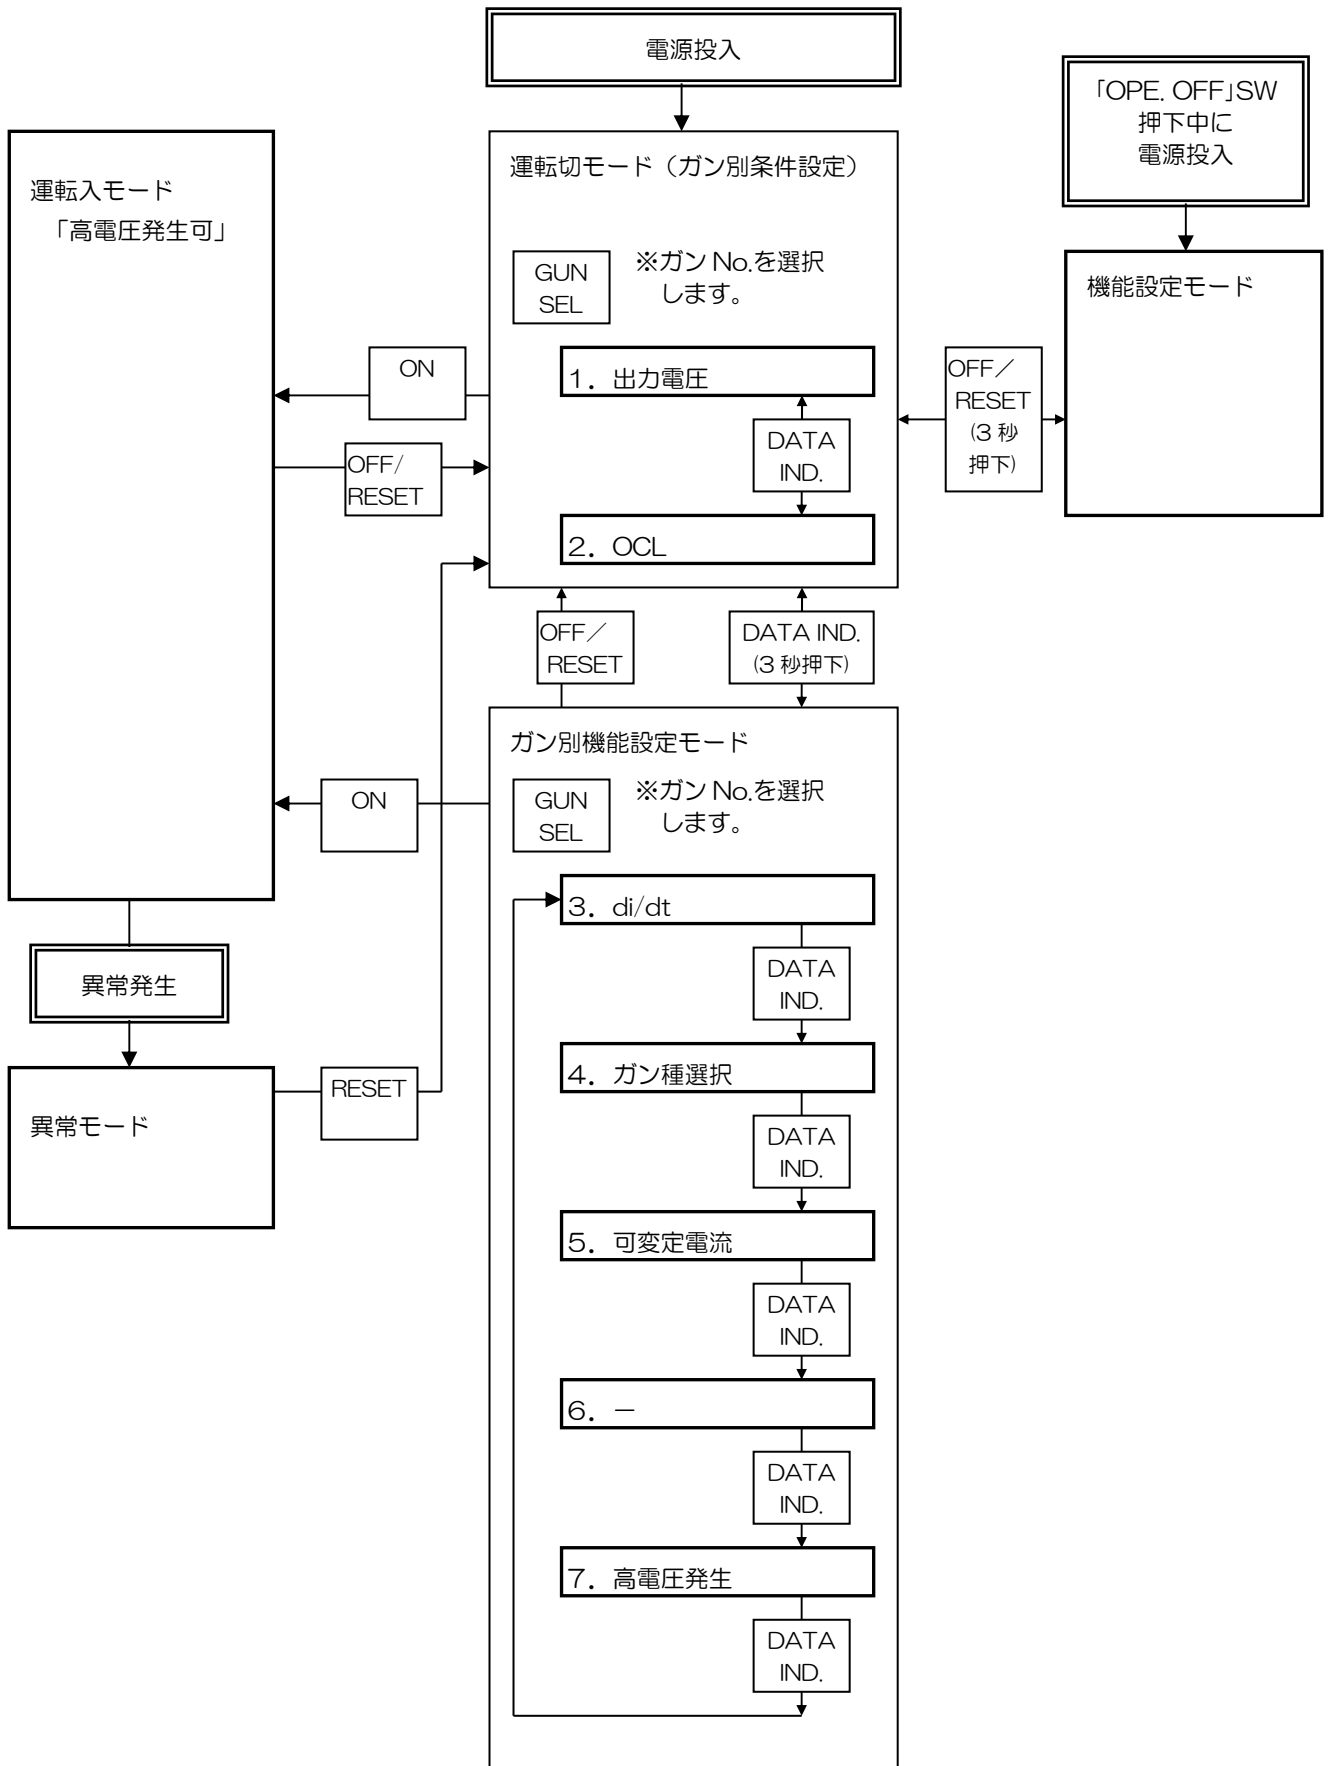 電源投入
「OPE. OFF」SW
押下中に
電源投入
運転入モード
「高電圧発生可」
運転切モード（ガン別条件設定）
GUN
SEL
※ガン No.を選択
します。
機能設定モード
1．出力電圧
ON
OFF／
RESET
(3 秒
押下)
DATA
IND.
OFF/
RESET
2．OCL
OFF／
RESET
DATA IND.
(3 秒押下)
ガン別機能設定モード
GUN
SEL
※ガン No.を選択
します。
ON
3．di/dt
DATA
IND.
異常発生
4．ガン種選択
RESET
異常モード
DATA
IND.
5．可変定電流
DATA
IND.
6．－
DATA
IND.
7．高電圧発生
DATA
IND.